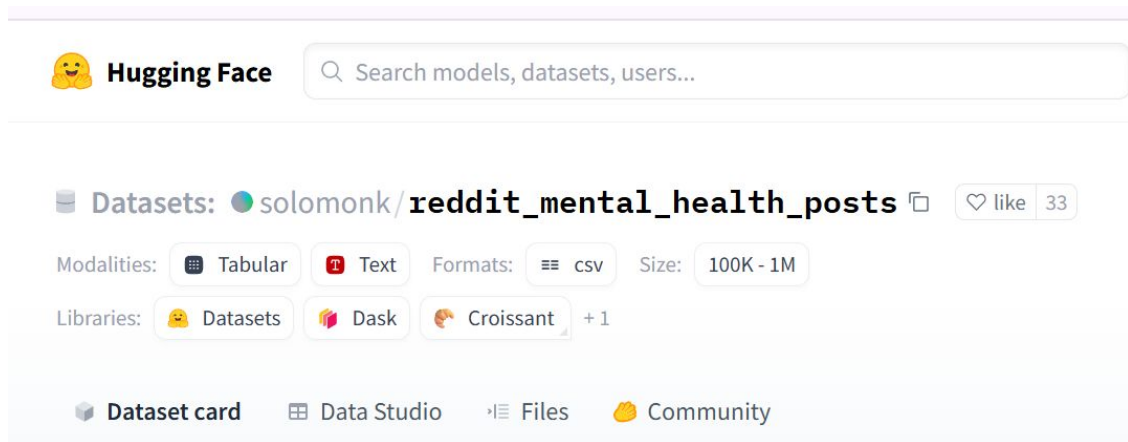 Hugging Face Search models, datasets, users...
Datasets: solomonk/reddit_mental_health_posts like 33
Modalities: Tabular T Text Formats: csv Size: 100K - 1M
Libraries: Datasets Dask Croissant + 1
Dataset card Data Studio Files Community